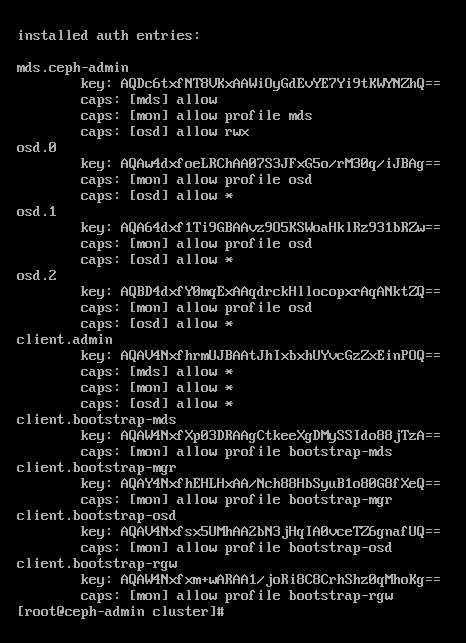 installed auth entries:
mds.ceph-admin
key: AQDc6txfNT8VKxAAWiOyGdEvYE7Yi9tKWYNZhQ==
caps: [mds] allow
caps: [mon] allow profile mds
caps: [osd] allow rwx
osd.0
key: AQAw4dxfoeLRChAA07S3JFxG5o/rM30q/iJBAg==
caps: [mon] allow profile osd
caps: [osd] allow *
osd.1
key: AQA64dxf1Ti9GBAAvz9O5KSWoaHklRz931bRZw==
caps: [mon] allow profile osd
caps: [osd] allow *
osd.2
key: AQBD4dxfY0mqExAAqdrckHllocopxrAqANktZQ==
caps: [mon] allow profile osd
caps: [osd] allow *
client.admin
key: AQAV4NxfhrmUJBAAtJhIxbxhUYvcGzZxEinPOQ==
caps: [mds] allow *
caps: [mon] allow *
caps: [osd] allow *
client.bootstrap-mds
key: AQAW4NxfXp03DRAAgCtkeeXgDMySSIdo88jTzA==
caps: [mon] allow profile bootstrap-mds
client.bootstrap-mgr
key: AQAY4NxfhEHLHxAA/Nch88HbSyuB1o80G8fXeQ==
caps: [mon] allow profile bootstrap-mgr
client.bootstrap-osd
key: AQAV4Nxfsx5UMhAA2bN3jHqIA0vceTZ6gnafUQ==
caps: [mon] allow profile bootstrap-osd
client.bootstrap-rgw
key: AQAW4Nxfxm+wARAA1/joRi8C8CrhShz0qMhoKg==
caps: [mon] allow profile bootstrap-rgw
[root@ceph-admin cluster]#